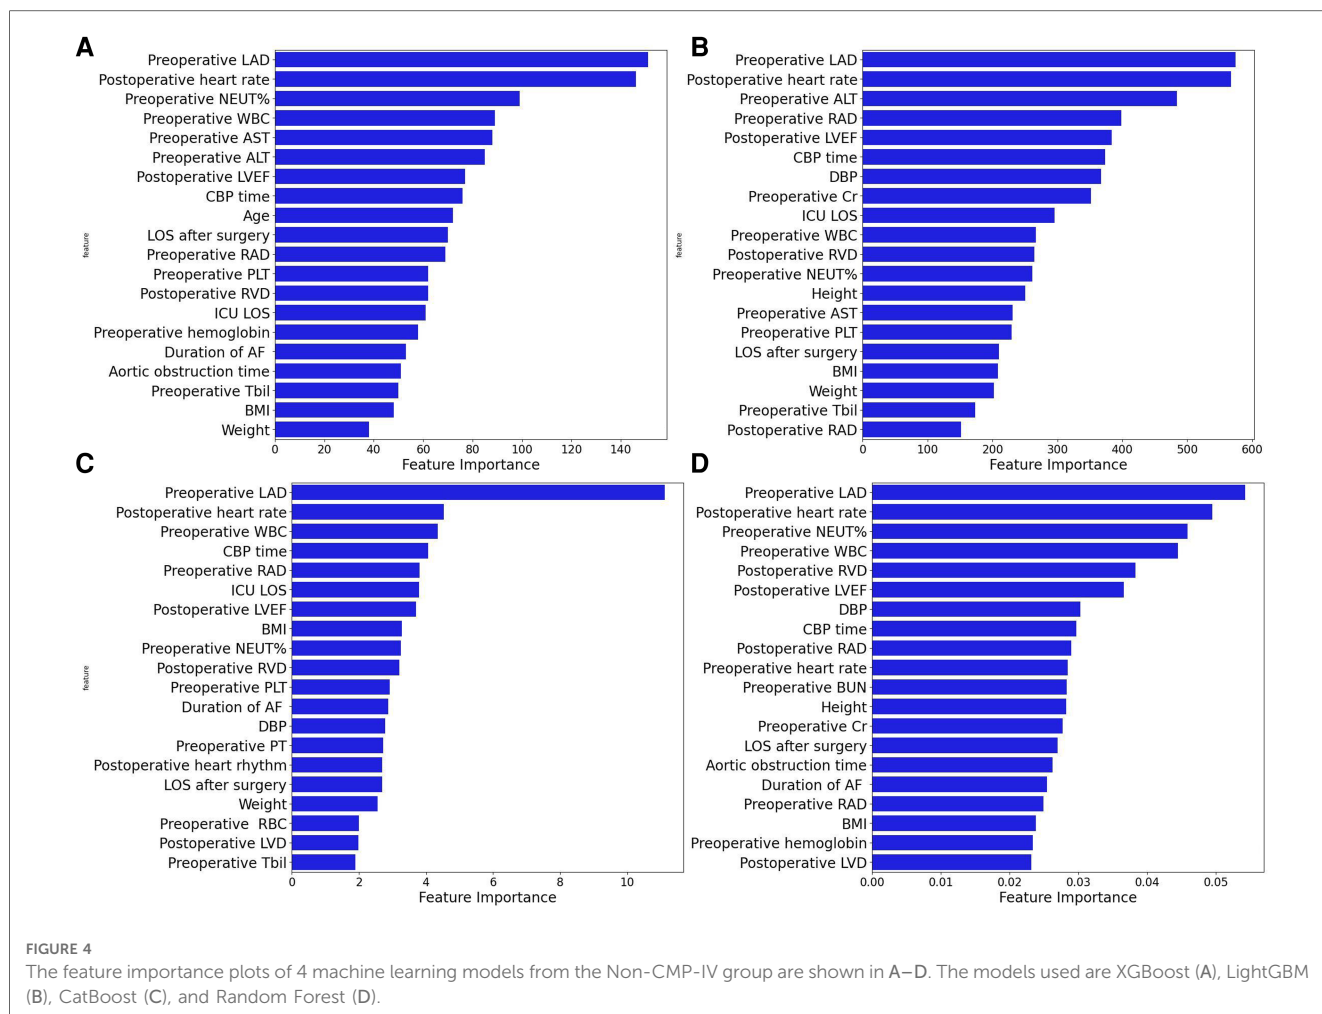 A
Preoperative LAD
Postoperative heart rate
Preoperative NEUT%
Preoperative WBC
Preoperative AST
Preoperative ALT
Postoperative LVEF
CBP time
Age
LOS after surgery
Preoperative RAD
Preoperative PLT
Postoperative RVD
ICU LOS
Preoperative hemoglobin
Duration of AF
Aortic obstruction time
Preoperative Tbil
BMI
Weight
feature
0 20 40 60 80 100 120 140
Feature Importance
B
Preoperative LAD
Postoperative heart rate
Preoperative ALT
Preoperative RAD
Postoperative LVEF
CBP time
DBP
Preoperative Cr
ICU LOS
Preoperative WBC
Postoperative RVD
Preoperative NEUT%
Height
Preoperative AST
Preoperative PLT
LOS after surgery
BMI
Weight
Preoperative Tbil
Postoperative RAD
feature
0 100 200 300 400 500 600
Feature Importance
C
Preoperative LAD
Postoperative heart rate
Preoperative WBC
CBP time
Preoperative RAD
ICU LOS
Postoperative LVEF
BMI
Preoperative NEUT%
Postoperative RVD
Preoperative PLT
Duration of AF
DBP
Preoperative PT
Postoperative heart rhythm
LOS after surgery
Weight
Preoperative RBC
Postoperative LVD
Preoperative Tbil
feature
0 2 4 6 8 10
Feature Importance
D
Preoperative LAD
Postoperative heart rate
Preoperative NEUT%
Preoperative WBC
Postoperative RVD
Postoperative LVEF
DBP
CBP time
Postoperative RAD
Preoperative heart rate
Preoperative BUN
Height
Preoperative Cr
LOS after surgery
Aortic obstruction time
Duration of AF
Preoperative RAD
BMI
Preoperative hemoglobin
Postoperative LVD
0.00 0.01 0.02 0.03 0.04 0.05
Feature Importance
FIGURE 4
The feature importance plots of 4 machine learning models from the Non-CMP-IV group are shown in A–D. The models used are XGBoost (A), LightGBM
(B), CatBoost (C), and Random Forest (D).